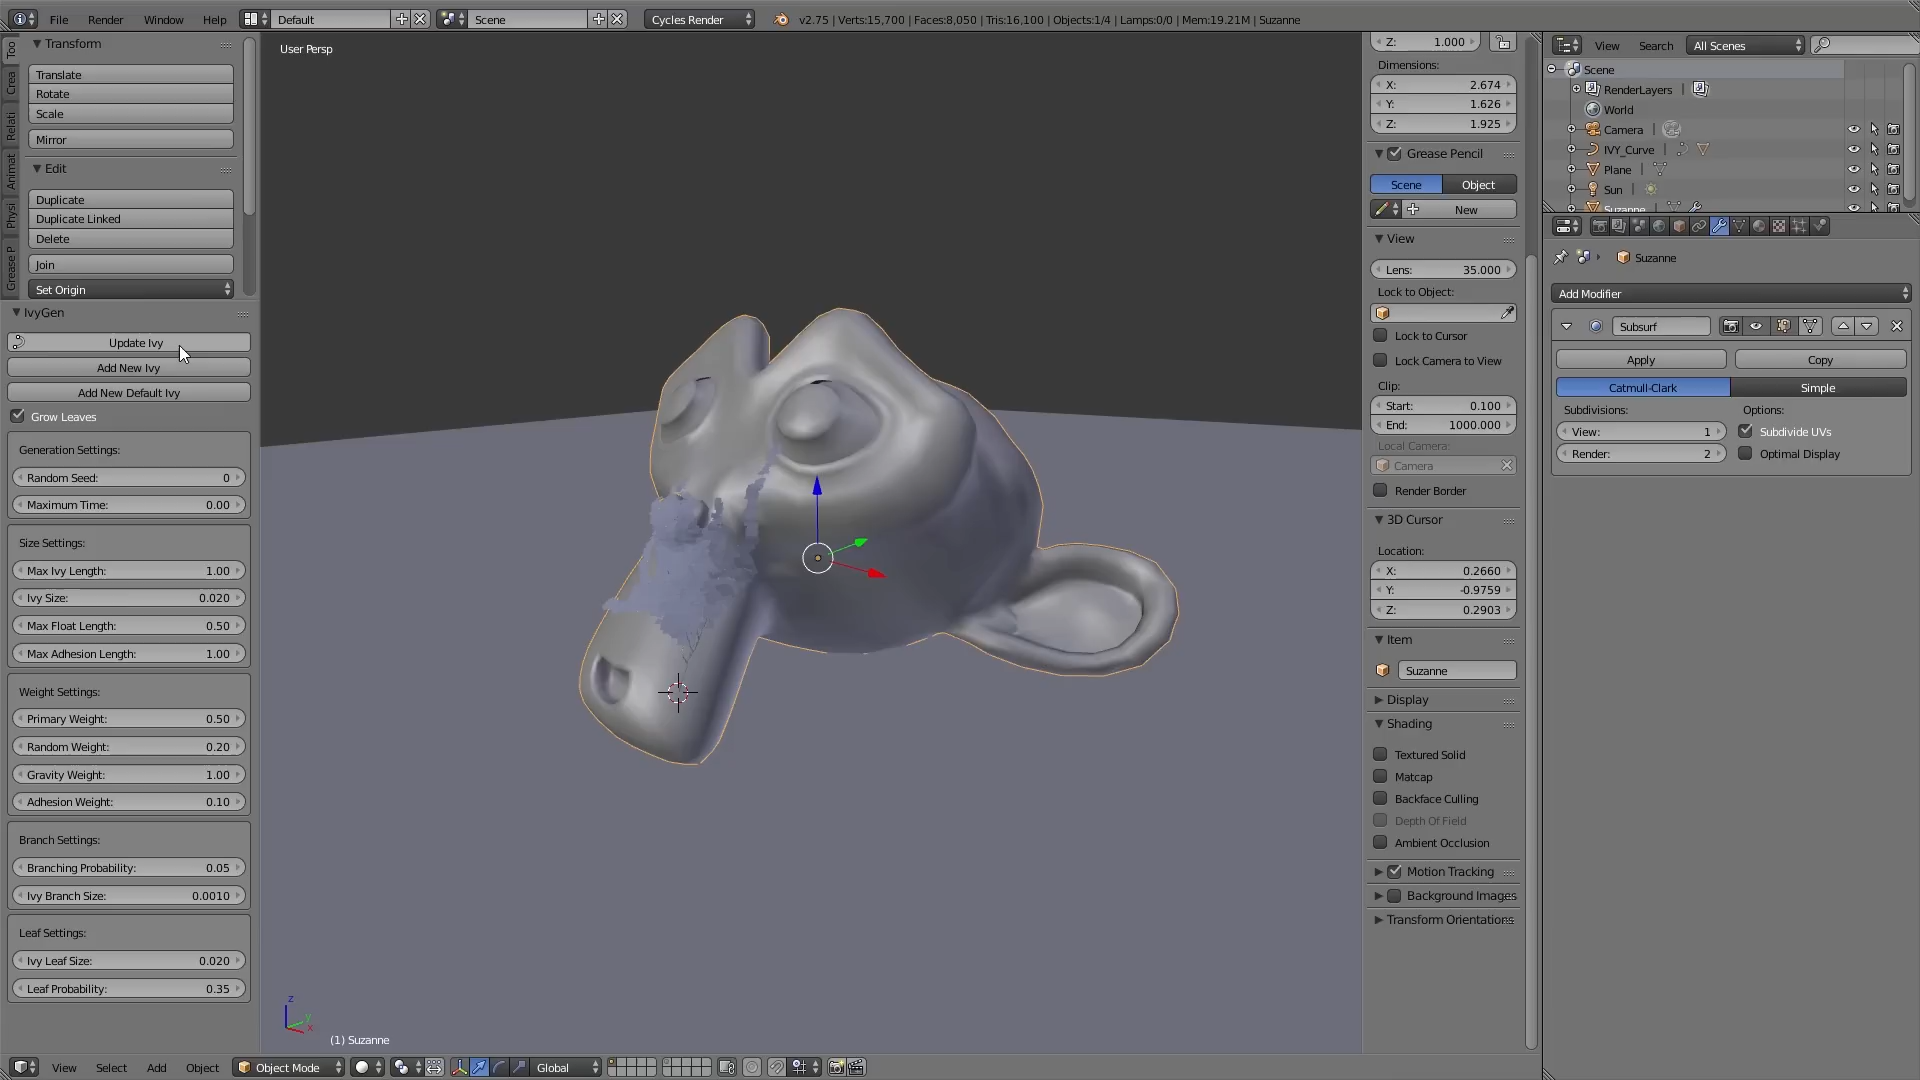 File Render Window Help Default Scene Cycles Render v2.75 | Verts:15,700 | Faces:8,050 | Tris:16,100 | Objects:1/4 | Lamps:0/0 | Mem:19.21M | Suzanne
Too
Crea
Relati
Animat
Physi
Grease P
Transform
Translate
Rotate
Scale
Mirror
Edit
Duplicate
Duplicate Linked
Delete
Join
Set Origin
IvyGen
Update Ivy
Add New Ivy
Add New Default Ivy
Grow Leaves
Generation Settings:
Random Seed: 0
Maximum Time: 0.00
Size Settings:
Max Ivy Length: 1.00
Ivy Size: 0.020
Max Float Length: 0.50
Max Adhesion Length: 1.00
Weight Settings:
Primary Weight: 0.50
Random Weight: 0.20
Gravity Weight: 1.00
Adhesion Weight: 0.10
Branch Settings:
Branching Probability: 0.05
Ivy Branch Size: 0.0010
Leaf Settings:
Ivy Leaf Size: 0.020
Leaf Probability: 0.35
User Persp
z
y
x
(1) Suzanne
View Select Add Object Object Mode Global
Z: 1.000
Dimensions:
X: 2.674
Y: 1.626
Z: 1.925
Grease Pencil
Scene Object
New
View
Lens: 35.000
Lock to Object:
Lock to Cursor
Lock Camera to View
Clip:
Start: 0.100
End: 1000.000
Local Camera:
Camera
Render Border
3D Cursor
Location:
X: 0.2660
Y: -0.9759
Z: 0.2903
Item
Suzanne
Display
Shading
Textured Solid
Matcap
Backface Culling
Depth Of Field
Ambient Occlusion
Motion Tracking
Background Images
Transform Orientations
View Search All Scenes
Scene
RenderLayers
World
Camera
IVY_Curve
Plane
Sun
Suzanne
Suzanne
Add Modifier
Subsurf
Apply Copy
Catmull-Clark Simple
Subdivisions: Options:
View: 1 Subdivide UVs
Render: 2 Optimal Display